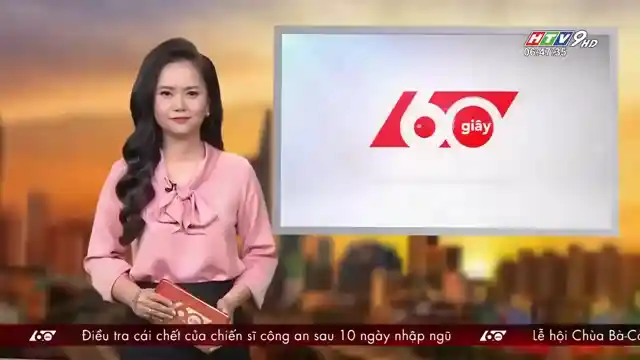 HTV9 HD
06:47:35
60 giây
60 Điều tra cái chết của chiến sĩ công an sau 10 ngày nhập ngũ 60 Lễ hội Chùa Bà-C